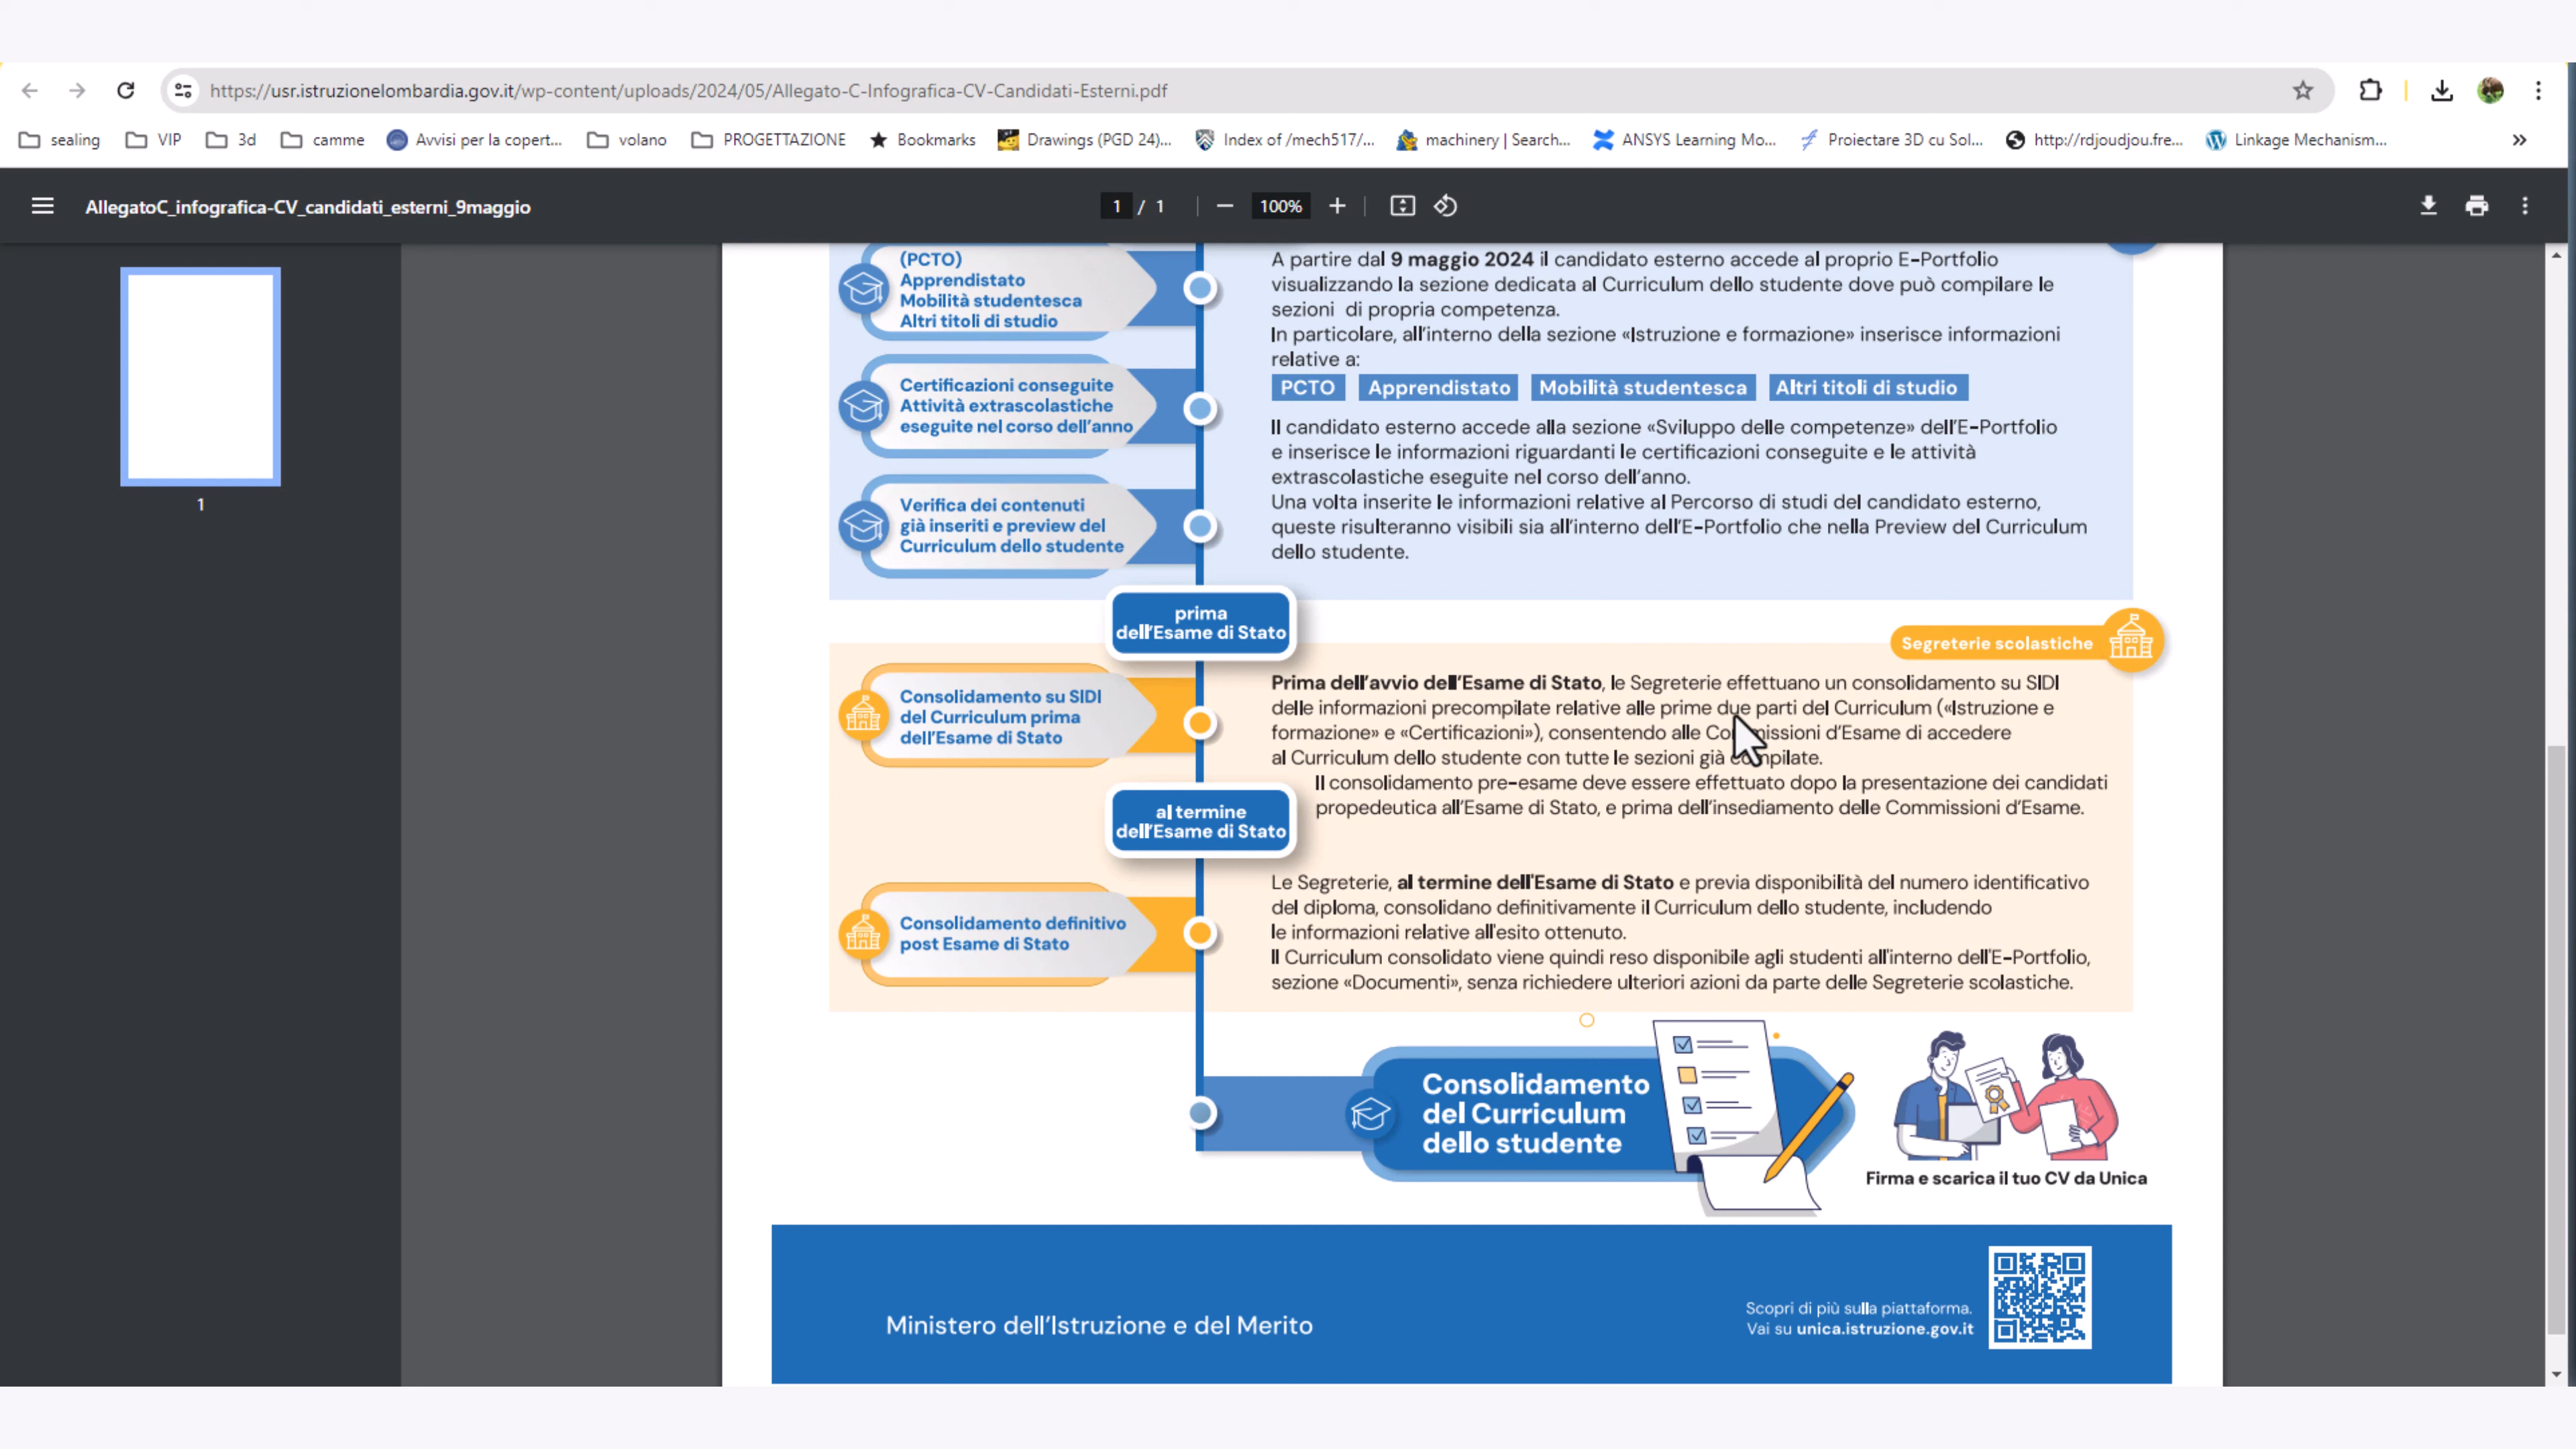 https://usr.istruzionelombardia.gov.it/wp-content/uploads/2024/05/Allegato-C-Infografica-CV-Candidati-Esterni.pdf
sealing VIP 3d camme Avvisi per la copert... volano PROGETTAZIONE Bookmarks Drawings (PGD 24)... Index of /mech517/... machinery | Search... ANSYS Learning Mo... Proiectare 3D cu Sol... http://rdjoudjou.fre... Linkage Mechanism... »
AllegatoC_infografica-CV_candidati_esterni_9maggio
1 / 1
100%
1
(PCTO)
Apprendistato
Mobilità studentesca
Altri titoli di studio
A partire dal 9 maggio 2024 il candidato esterno accede al proprio E-Portfolio
visualizzando la sezione dedicata al Curriculum dello studente dove può compilare le
sezioni di propria competenza.
In particolare, all'interno della sezione «Istruzione e formazione» inserisce informazioni
relative a:
PCTO Apprendistato Mobilità studentesca Altri titoli di studio
Certificazioni conseguite
Attività extrascolastiche
eseguite nel corso dell'anno
Il candidato esterno accede alla sezione «Sviluppo delle competenze» dell'E-Portfolio
e inserisce le informazioni riguardanti le certificazioni conseguite e le attività
extrascolastiche eseguite nel corso dell'anno.
Una volta inserite le informazioni relative al Percorso di studi del candidato esterno,
queste risulteranno visibili sia all'interno dell'E-Portfolio che nella Preview del Curriculum
dello studente.
Verifica dei contenuti
già inseriti e preview del
Curriculum dello studente
prima
dell'Esame di Stato
Segreterie scolastiche
Consolidamento su SIDI
del Curriculum prima
dell'Esame di Stato
Prima dell'avvio dell'Esame di Stato, le Segreterie effettuano un consolidamento su SIDI
delle informazioni precompilate relative alle prime due parti del Curriculum («Istruzione e
formazione» e «Certificazioni»), consentendo alle Commissioni d'Esame di accedere
al Curriculum dello studente con tutte le sezioni già compilate.
Il consolidamento pre-esame deve essere effettuato dopo la presentazione dei candidati
propedeutica all'Esame di Stato, e prima dell'insediamento delle Commissioni d'Esame.
al termine
dell'Esame di Stato
Consolidamento definitivo
post Esame di Stato
Le Segreterie, al termine dell'Esame di Stato e previa disponibilità del numero identificativo
del diploma, consolidano definitivamente il Curriculum dello studente, includendo
le informazioni relative all'esito ottenuto.
Il Curriculum consolidato viene quindi reso disponibile agli studenti all'interno dell'E-Portfolio,
sezione «Documenti», senza richiedere ulteriori azioni da parte delle Segreterie scolastiche.
Consolidamento
del Curriculum
dello studente
Firma e scarica il tuo CV da Unica
Ministero dell'Istruzione e del Merito
Scopri di più sulla piattaforma.
Vai su unica.istruzione.gov.it